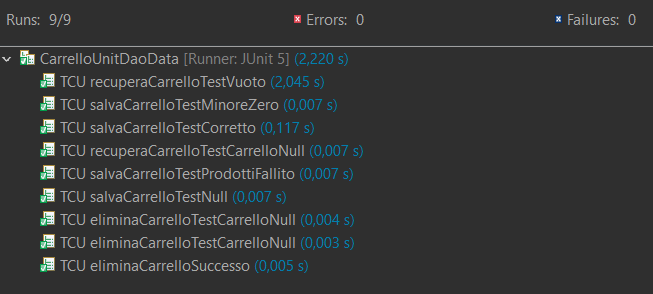 Runs: 9/9 Errors: 0 Failures: 0
CarrelloUnitDaoData [Runner: JUnit 5] (2,220 s)
TCU recuperaCarrelloTestVuoto (2,045 s)
TCU salvaCarrelloTestMinoreZero (0,007 s)
TCU salvaCarrelloTestCorretto (0,117 s)
TCU recuperaCarrelloTestCarrelloNull (0,007 s)
TCU salvaCarrelloTestProdottiFallito (0,007 s)
TCU salvaCarrelloTestNull (0,007 s)
TCU eliminaCarrelloTestCarrelloNull (0,004 s)
TCU eliminaCarrelloTestCarrelloNull (0,003 s)
TCU eliminaCarrelloSuccesso (0,005 s)